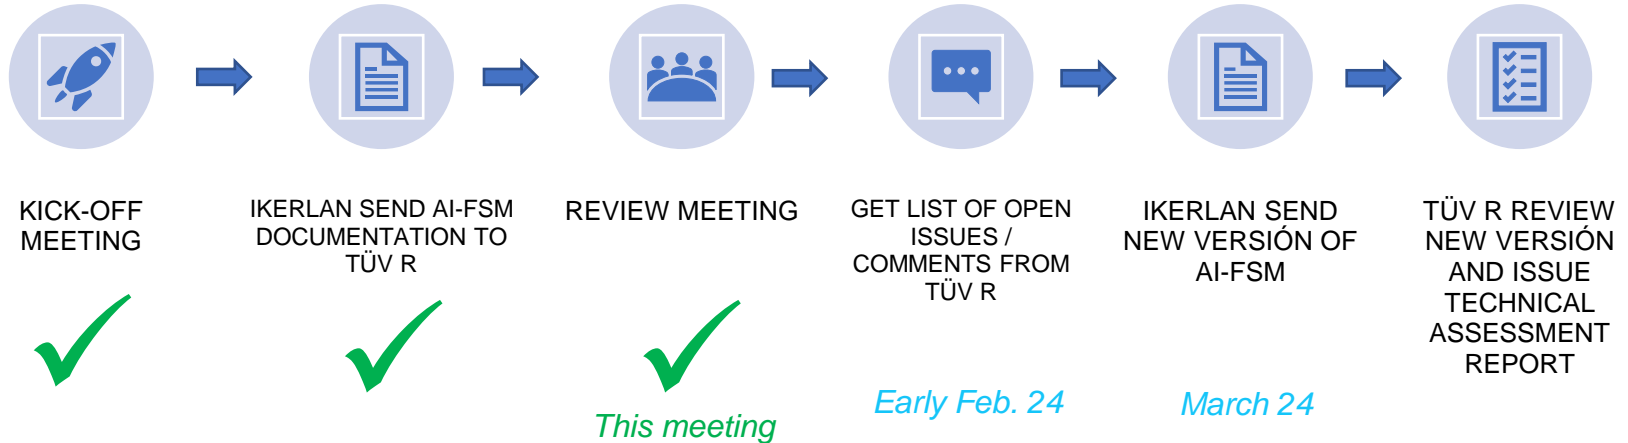 KICK-OFF
MEETING
IKERLAN SEND AI-FSM
DOCUMENTATION TO
TÜV R
REVIEW MEETING
This meeting
GET LIST OF OPEN
ISSUES /
COMMENTS FROM
TÜV R
Early Feb. 24
IKERLAN SEND
NEW VERSIÓN OF
AI-FSM
March 24
TÜV R REVIEW
NEW VERSIÓN
AND ISSUE
TECHNICAL
ASSESSMENT
REPORT